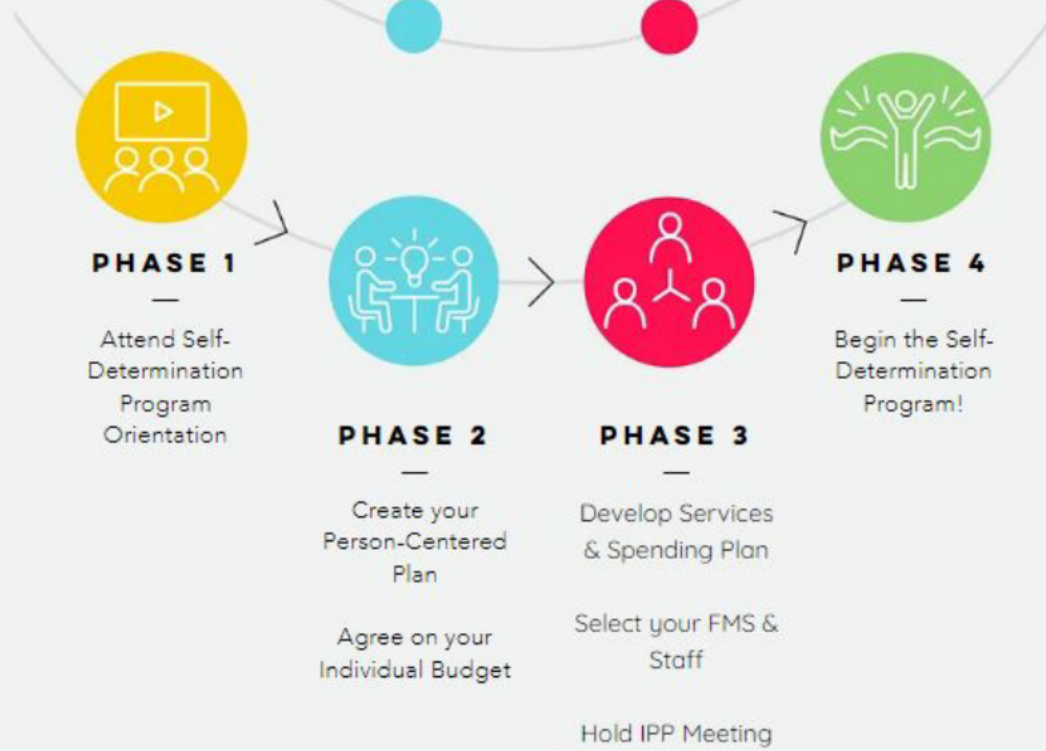 PHASE 1
Attend Self-
Determination
Program
Orientation
PHASE 2
Create your
Person-Centered
Plan
Agree on your
Individual Budget
PHASE 3
Develop Services
& Spending Plan
Select your FMS &
Staff
Hold IPP Meeting
PHASE 4
Begin the Self-
Determination
Program!